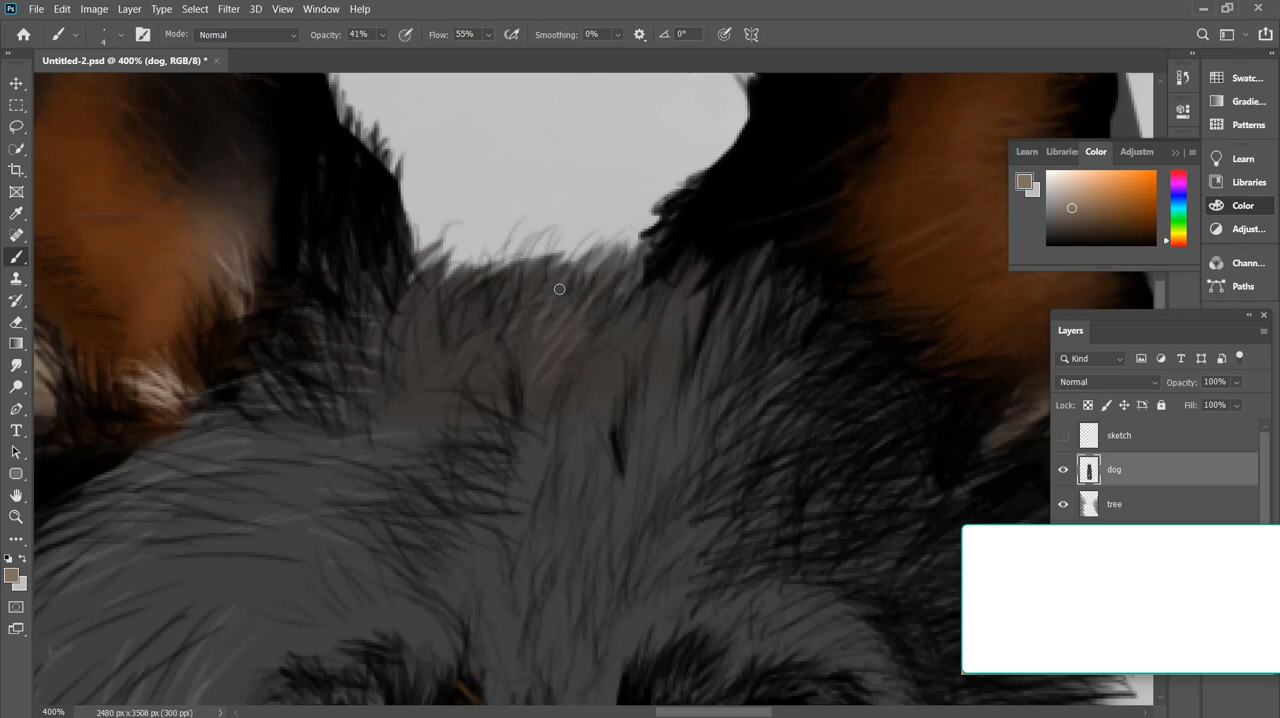 Ps File Edit Image Layer Type Select Filter 3D View Window Help
4 Mode: Normal Opacity: 41% Flow: 55% Smoothing: 0% 0°
Untitled-2.psd @ 400% (dog, RGB/8) *
Swatc...
Gradie...
Patterns
Learn
Libraries
Color
Adjust...
Chann...
Paths
Learn Libraries Color Adjustm
Layers
Kind
Normal Opacity: 100%
Lock: Fill: 100%
sketch
dog
tree
400% 2480 px x 3508 px (300 ppi)